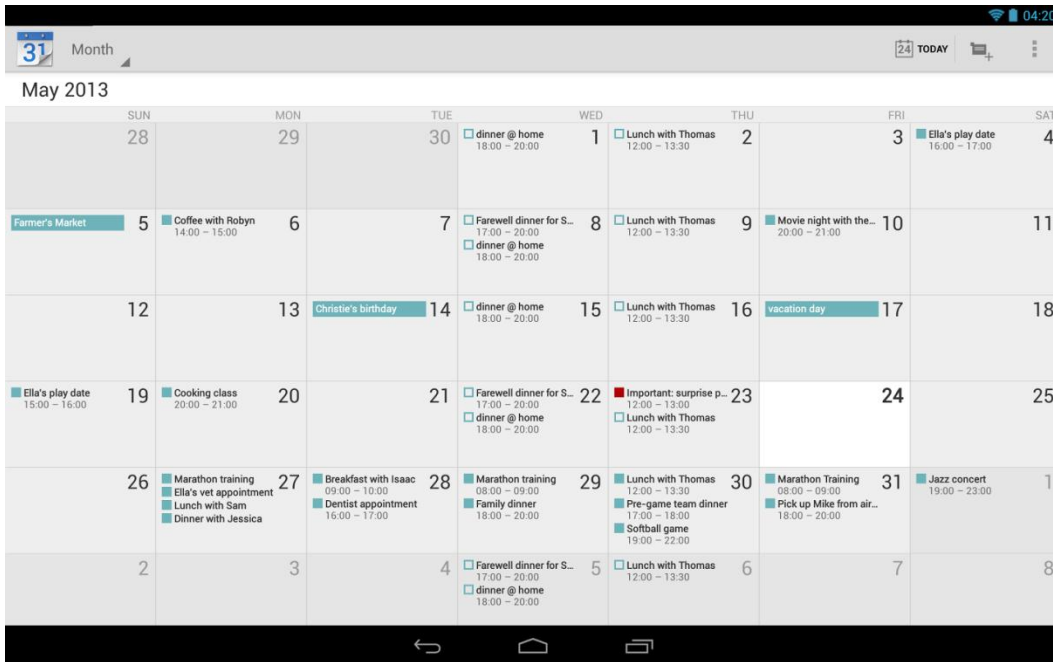 04:20
31 Month
24 TODAY
May 2013
SUN MON TUE WED THU FRI SAT
28
29
30
dinner @ home 1
18:00 – 20:00
Lunch with Thomas 2
12:00 – 13:30
3
Ella's play date 4
16:00 – 17:00
Farmer's Market 5
Coffee with Robyn 6
14:00 – 15:00
7
Farewell dinner for S... 8
17:00 – 20:00
dinner @ home
18:00 – 20:00
Lunch with Thomas 9
12:00 – 13:30
Movie night with the... 10
20:00 – 21:00
11
12
13
Christie's birthday 14
dinner @ home 15
18:00 – 20:00
Lunch with Thomas 16
12:00 – 13:30
vacation day 17
18
Ella's play date 19
15:00 – 16:00
Cooking class 20
20:00 – 21:00
21
Farewell dinner for S... 22
17:00 – 20:00
dinner @ home
18:00 – 20:00
Important: surprise p... 23
12:00 – 13:00
Lunch with Thomas
12:00 – 13:30
24
25
26
Marathon training 27
Ella's vet appointment
Lunch with Sam
Dinner with Jessica
Breakfast with Isaac 28
09:00 – 10:00
Dentist appointment
16:00 – 17:00
Marathon training 29
08:00 – 09:00
Family dinner
18:00 – 20:00
Lunch with Thomas 30
12:00 – 13:30
Pre-game team dinner
17:00 – 18:00
Softball game
19:00 – 22:00
Marathon Training 31
08:00 – 09:00
Pick up Mike from air...
18:00 – 20:00
Jazz concert 1
19:00 – 23:00
2
3
4
Farewell dinner for S... 5
17:00 – 20:00
dinner @ home
18:00 – 20:00
Lunch with Thomas 6
12:00 – 13:30
7
8